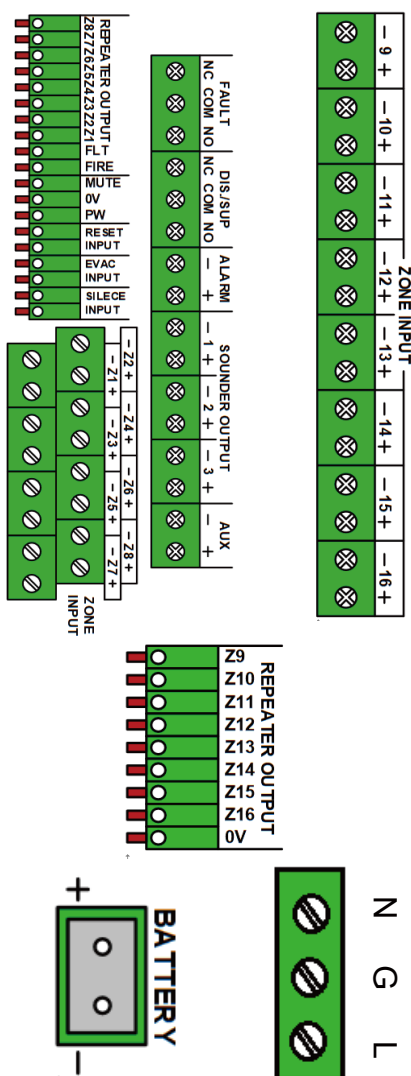 REPEATER OUTPUT
Z8Z7Z6Z5Z4Z3Z2Z1
FLT
FIRE
MUTE
0V
PW
RESET
INPUT
EVAC
INPUT
SILECE
INPUT
FAULT
NC COM NO
DIS./SUP
NC COM NO
ALARM
– +
SOUNDER OUTPUT
– 1 +
– 2 +
– 3 +
AUX
– +
ZONE INPUT
– 9 +
– 10 +
– 11 +
– 12 +
– 13 +
– 14 +
– 15 +
– 16 +
– Z2 +
– Z4 +
– Z6 +
– Z8 +
– Z1 +
– Z3 +
– Z5 +
– Z7 +
ZONE
INPUT
REPEATER OUTPUT
Z9
Z10
Z11
Z12
Z13
Z14
Z15
Z16
0V
BATTERY
+
–
N G L